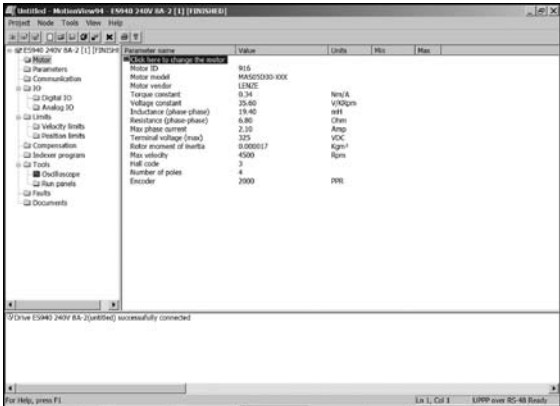 Untitled - MotionView94 - ES940 240V 8A-2 [1] [FINISHED]
Project Node Tools View Help
ES940 240V 8A-2 [1] [FINISH
Motor
Parameters
Communication
IO
Digital IO
Analog IO
Limits
Velocity limits
Position limits
Compensation
Indexer program
Tools
Oscilloscope
Run panels
Faults
Documents
Parameter name Value Units Min Max
Click here to change the motor
Motor ID 916
Motor model
Motor vendor LENZE
Torque constant 0.34 Nm/A
Voltage constant 35.60 V/KRpm
Inductance (phase-phase) 19.40 mH
Resistance (phase-phase) 6.80 Ohm
Max phase current 2.10 Amp
Terminal voltage (max) 325 VDC
Rotor moment of inertia 0.000017 Kgm²
Max velocity 4500 Rpm
Hall code 3
Number of poles 4
Encoder 2000 PPR
Drive ES940 240V 8A-2(untitled) successfully connected
For Help, press F1 Ln 1, Col 1 UPPP over RS-48 Ready